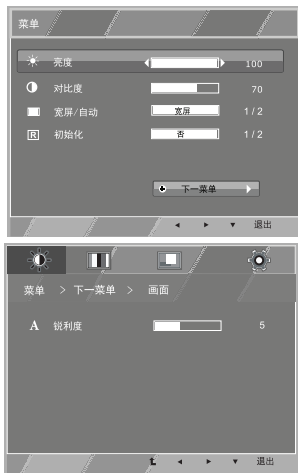 菜单
亮度 100
对比度 70
宽屏/自动 宽屏 1/2
R 初始化 否 1/2
下一菜单
退出
菜单 > 下一菜单 > 画面
A 锐利度 5
退出